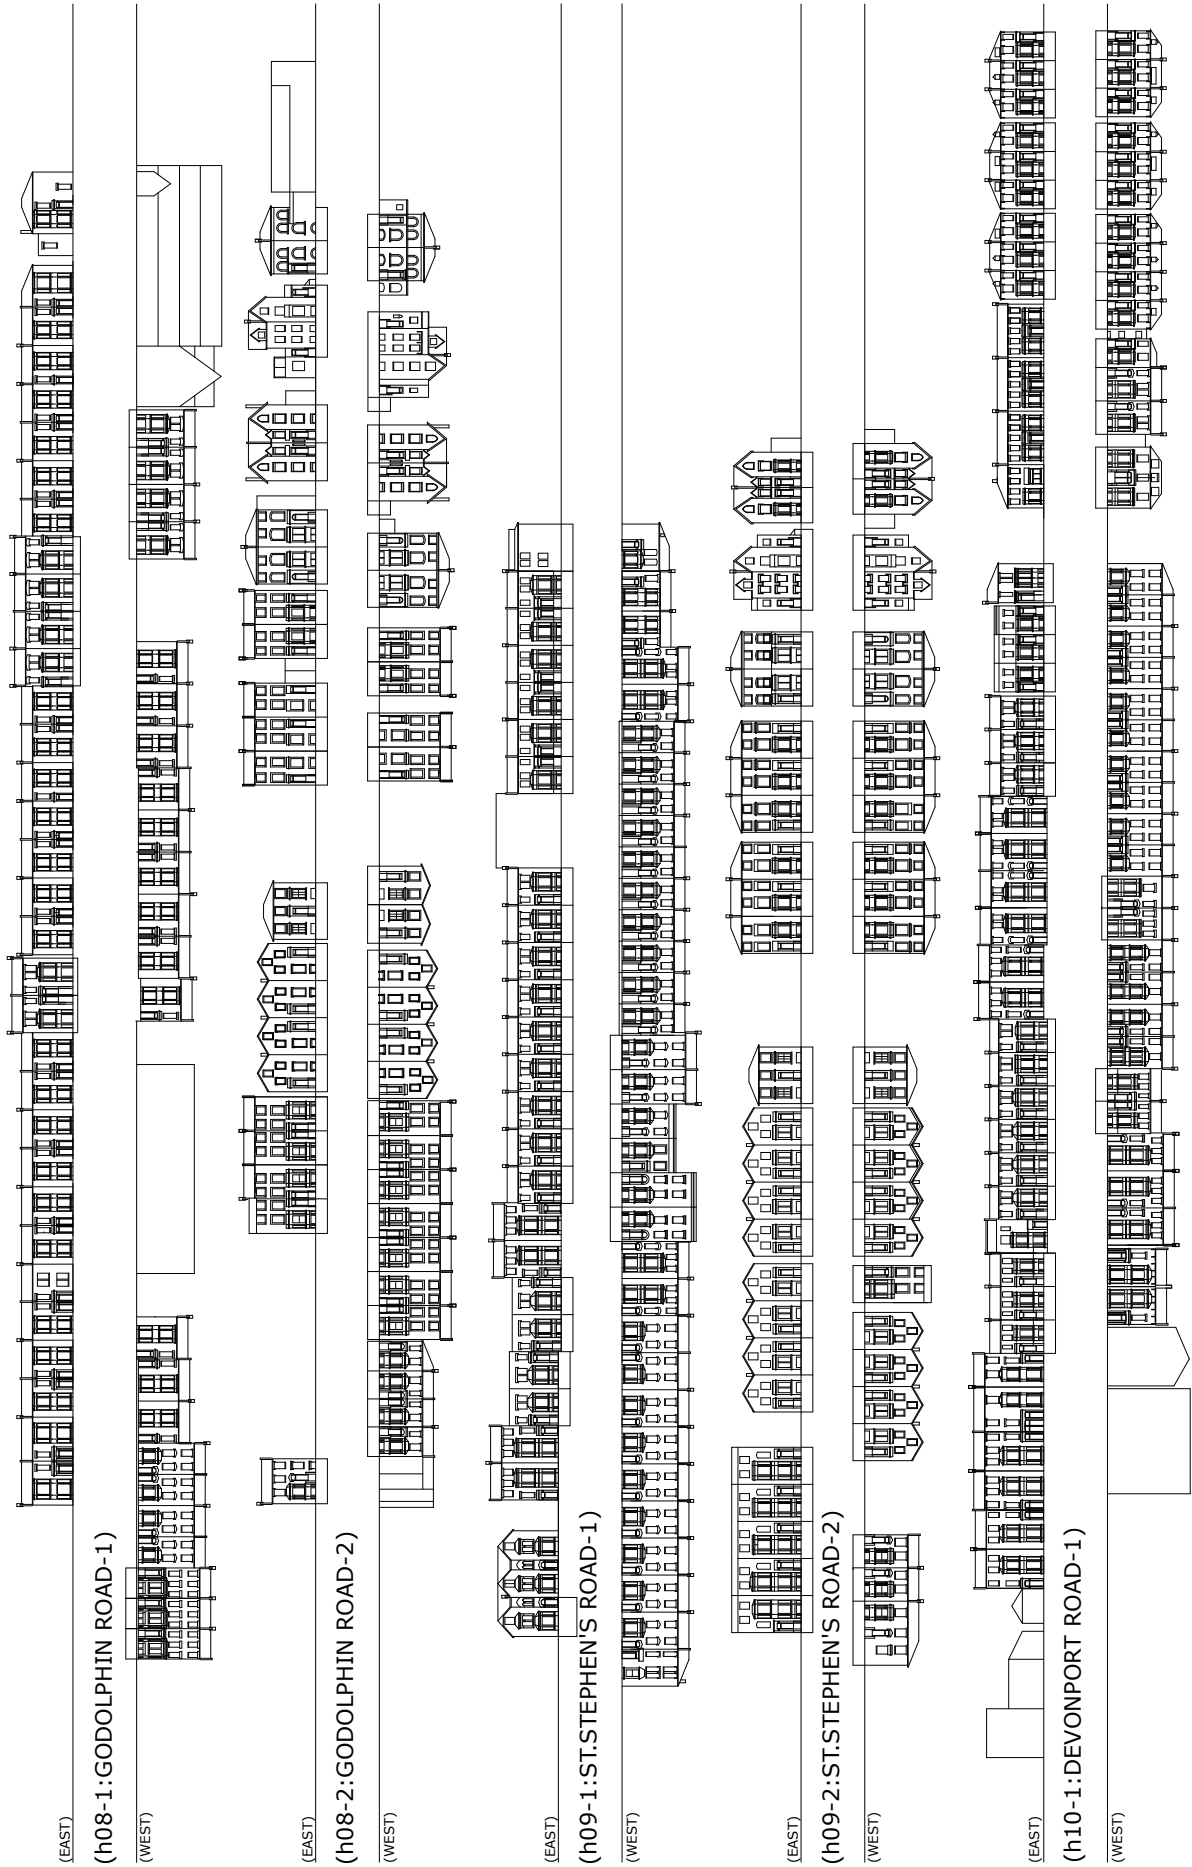 (EAST)
(h08-1:GODOLPHIN ROAD-1)
(WEST)
(EAST)
(h08-2:GODOLPHIN ROAD-2)
(WEST)
(EAST)
(h09-1:ST.STEPHEN'S ROAD-1)
(WEST)
(EAST)
(h09-2:ST.STEPHEN'S ROAD-2)
(WEST)
(EAST)
(h10-1:DEVONPORT ROAD-1)
(WEST)